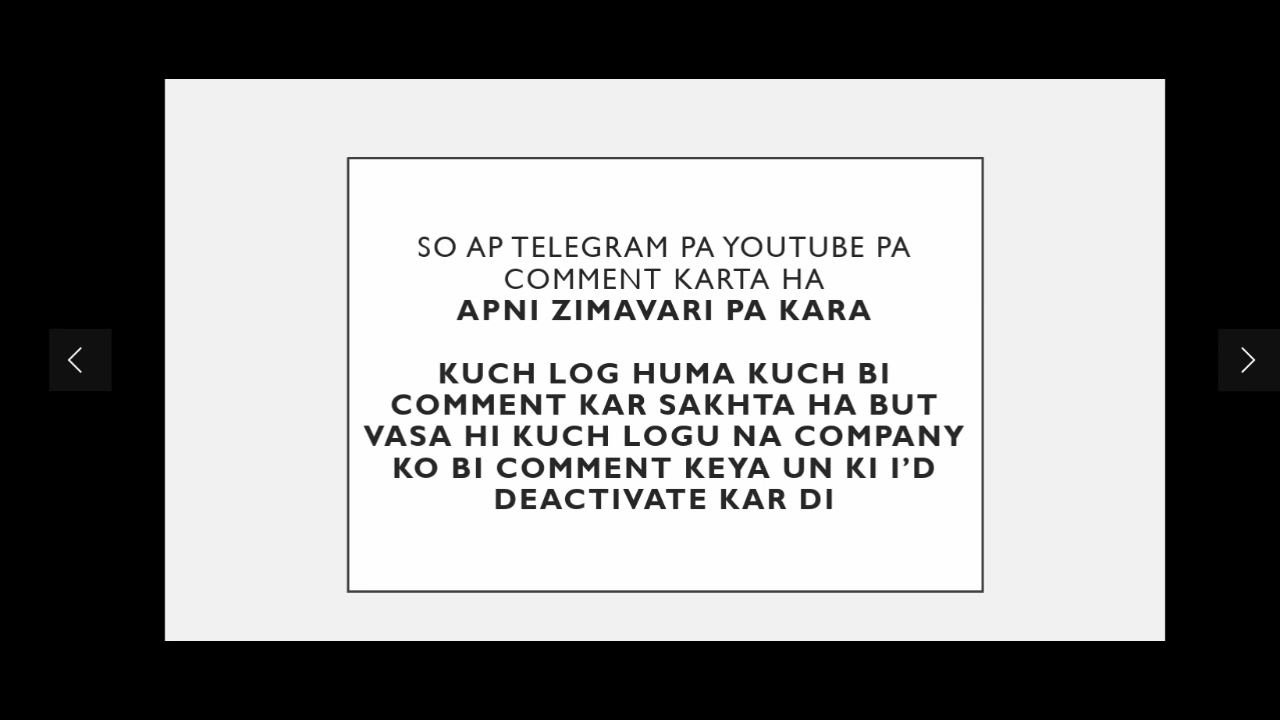 SO AP TELEGRAM PA YOUTUBE PA
COMMENT KARTA HA
APNI ZIMAVARI PA KARA
KUCH LOG HUMA KUCH BI
COMMENT KAR SAKHTA HA BUT
VASA HI KUCH LOGU NA COMPANY
KO BI COMMENT KEYA UN KI I’D
DEACTIVATE KAR DI